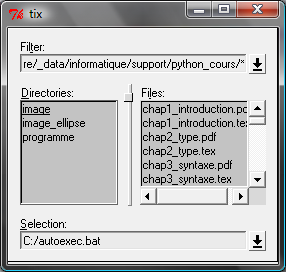 tix
Filter:
re/_data/informatique/support/python_cours/*
Directories:
image
image_ellipse
programme
Files:
chap1_introduction.pd
chap1_introduction.tex
chap2_type.pdf
chap2_type.tex
chap3_syntaxe.pdf
chap3_syntaxe.tex
Selection:
C:/autoexec.bat